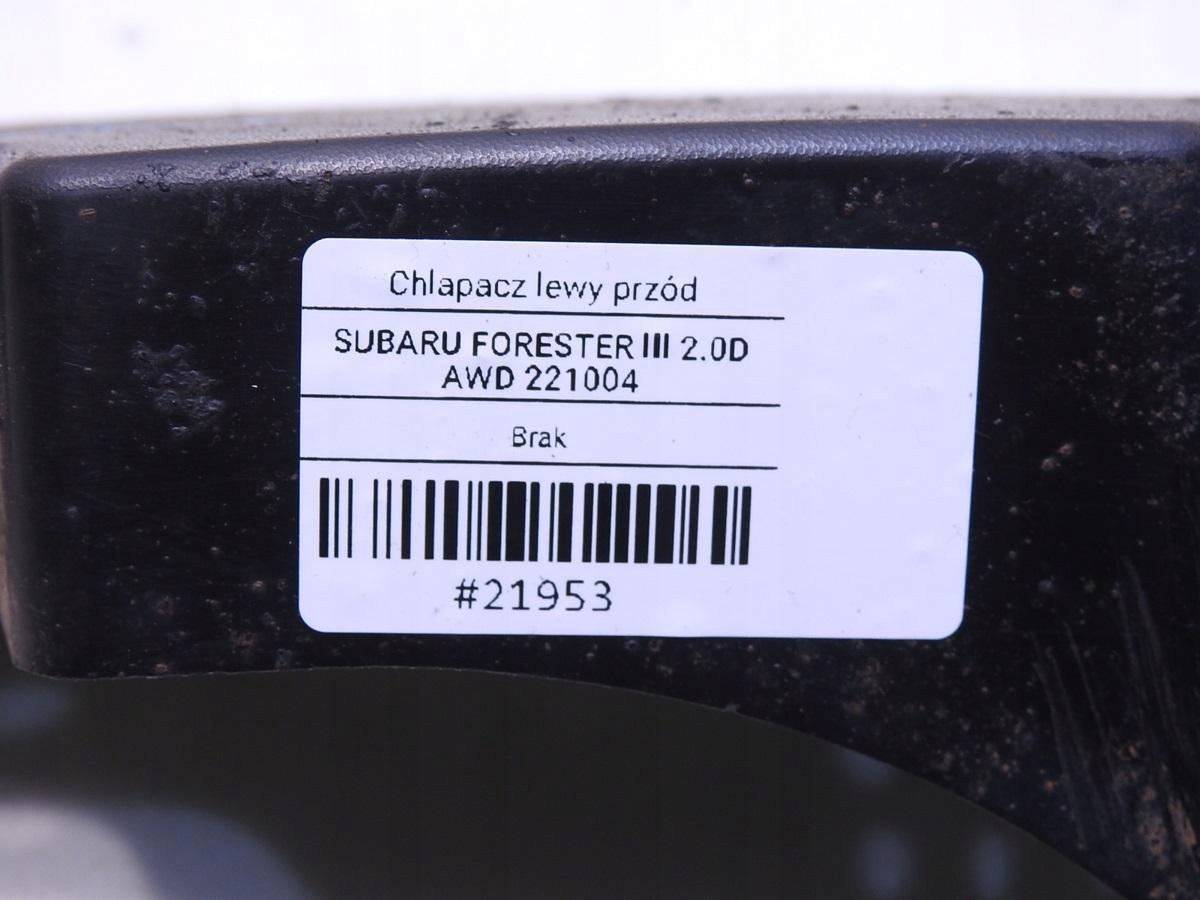 Chlapacz lewy przód
SUBARU FORESTER III 2.0D
AWD 221004
Brak
#21953